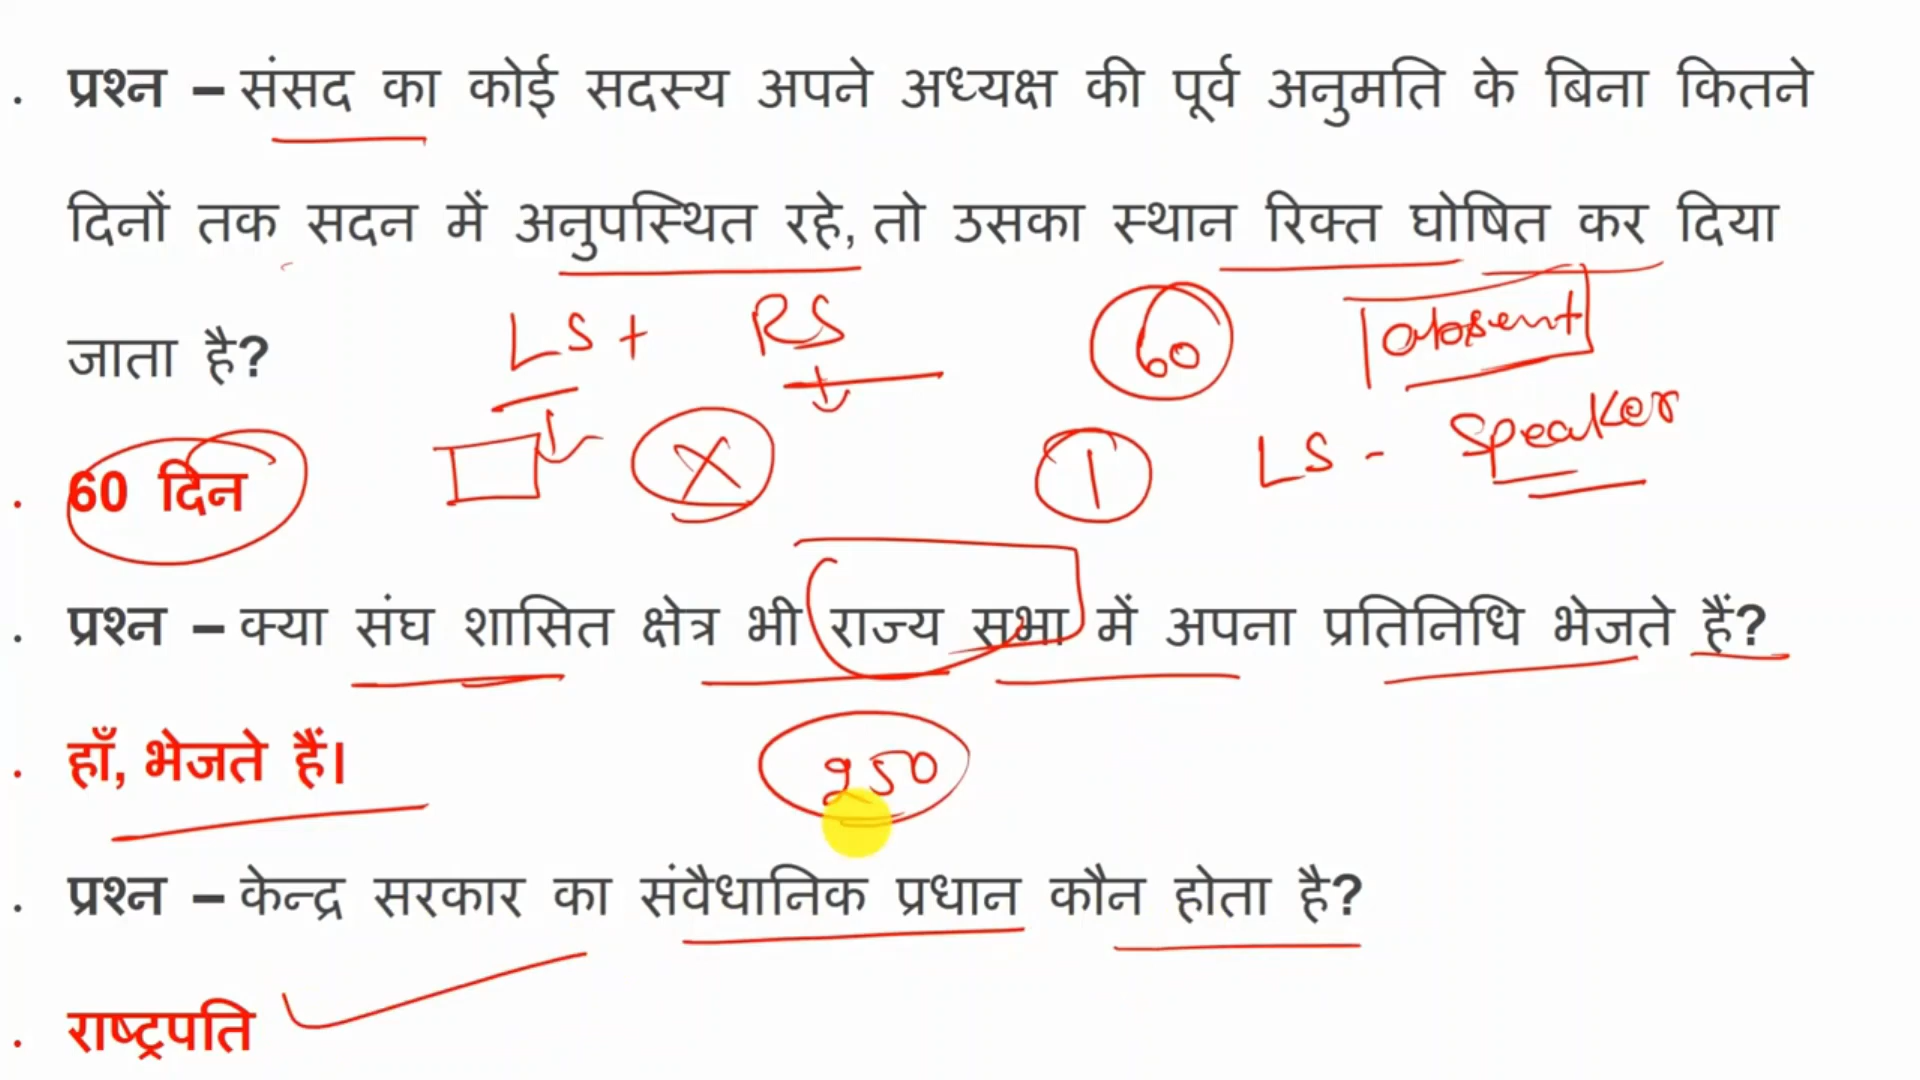 . प्रश्न – संसद का कोई सदस्य अपने अध्यक्ष की पूर्व अनुमति के बिना कितने
दिनों तक सदन में अनुपस्थित रहे, तो उसका स्थान रिक्त घोषित कर दिया
जाता है?
LS + RS 60 absent
. 60 दिन X 1 LS - Speaker
. प्रश्न – क्या संघ शासित क्षेत्र भी राज्य सभा में अपना प्रतिनिधि भेजते हैं?
. हाँ, भेजते हैं।
250
. प्रश्न – केन्द्र सरकार का संवैधानिक प्रधान कौन होता है?
. राष्ट्रपति